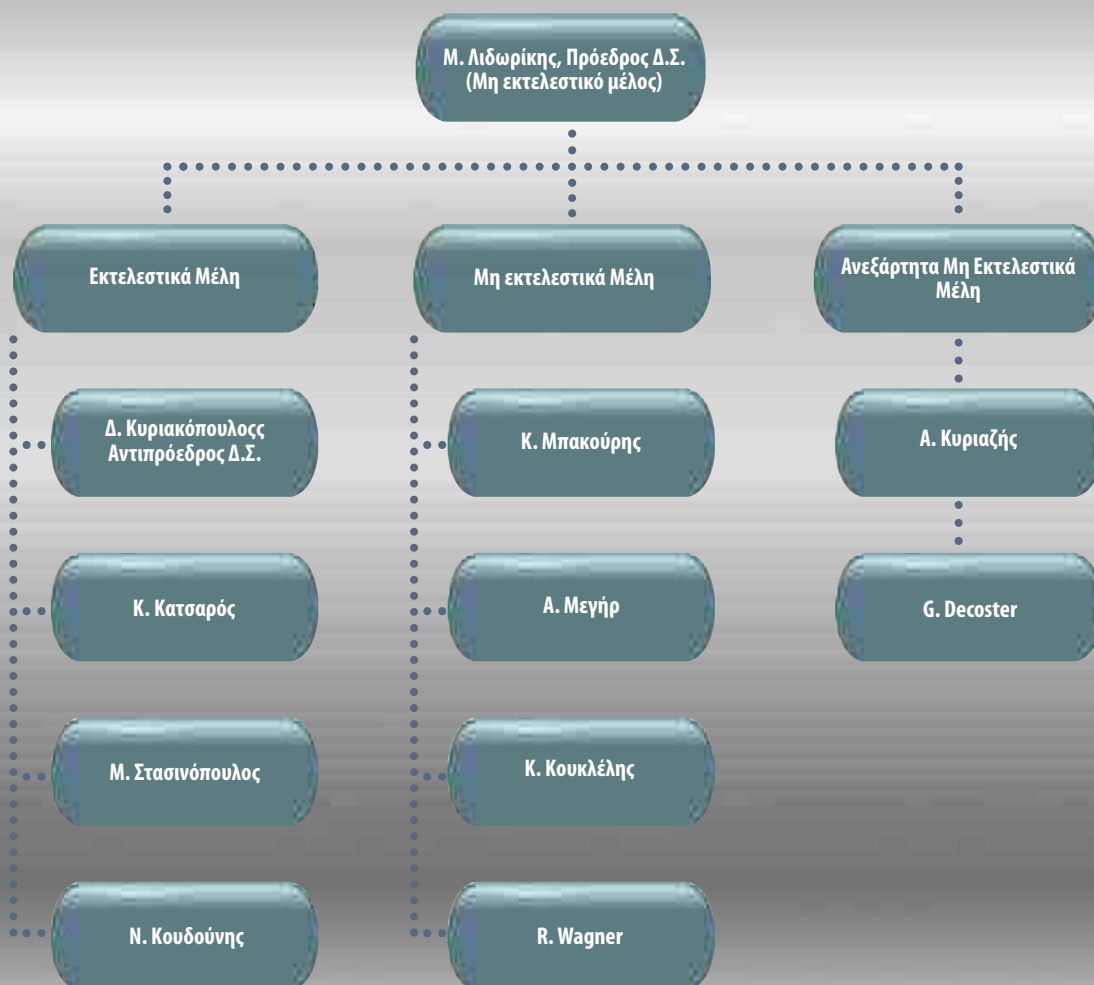 Μ. Λιδωρίκης, Πρόεδρος Δ.Σ.
(Μη εκτελεστικό μέλος)
Εκτελεστικά Μέλη
Μη εκτελεστικά Μέλη
Ανεξάρτητα Μη Εκτελεστικά
Μέλη
Δ. Κυριακόπουλοςς
Αντιπρόεδρος Δ.Σ.
Κ. Μπακούρης
Α. Κυριαζής
Κ. Κατσαρός
Α. Μεγήρ
G. Decoster
Μ. Στασινόπουλος
Κ. Κουκλέλης
Ν. Κουδούνης
R. Wagner